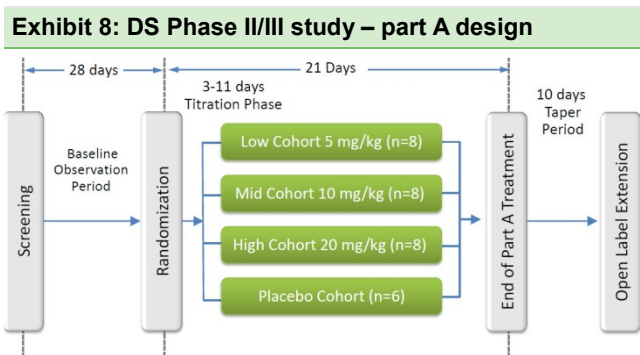 Exhibit 8: DS Phase II/III study – part A design
28 days
21 Days
3-11 days
Titration Phase
10 days
Taper
Period
Screening
Baseline
Observation
Period
Randomization
Low Cohort 5 mg/kg (n=8)
Mid Cohort 10 mg/kg (n=8)
High Cohort 20 mg/kg (n=8)
Placebo Cohort (n=6)
End of Part A Treatment
Open Label Extension